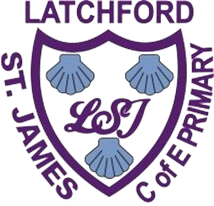 LATCHFORD
ST. JAMES
C of E PRIMARY
LSJ